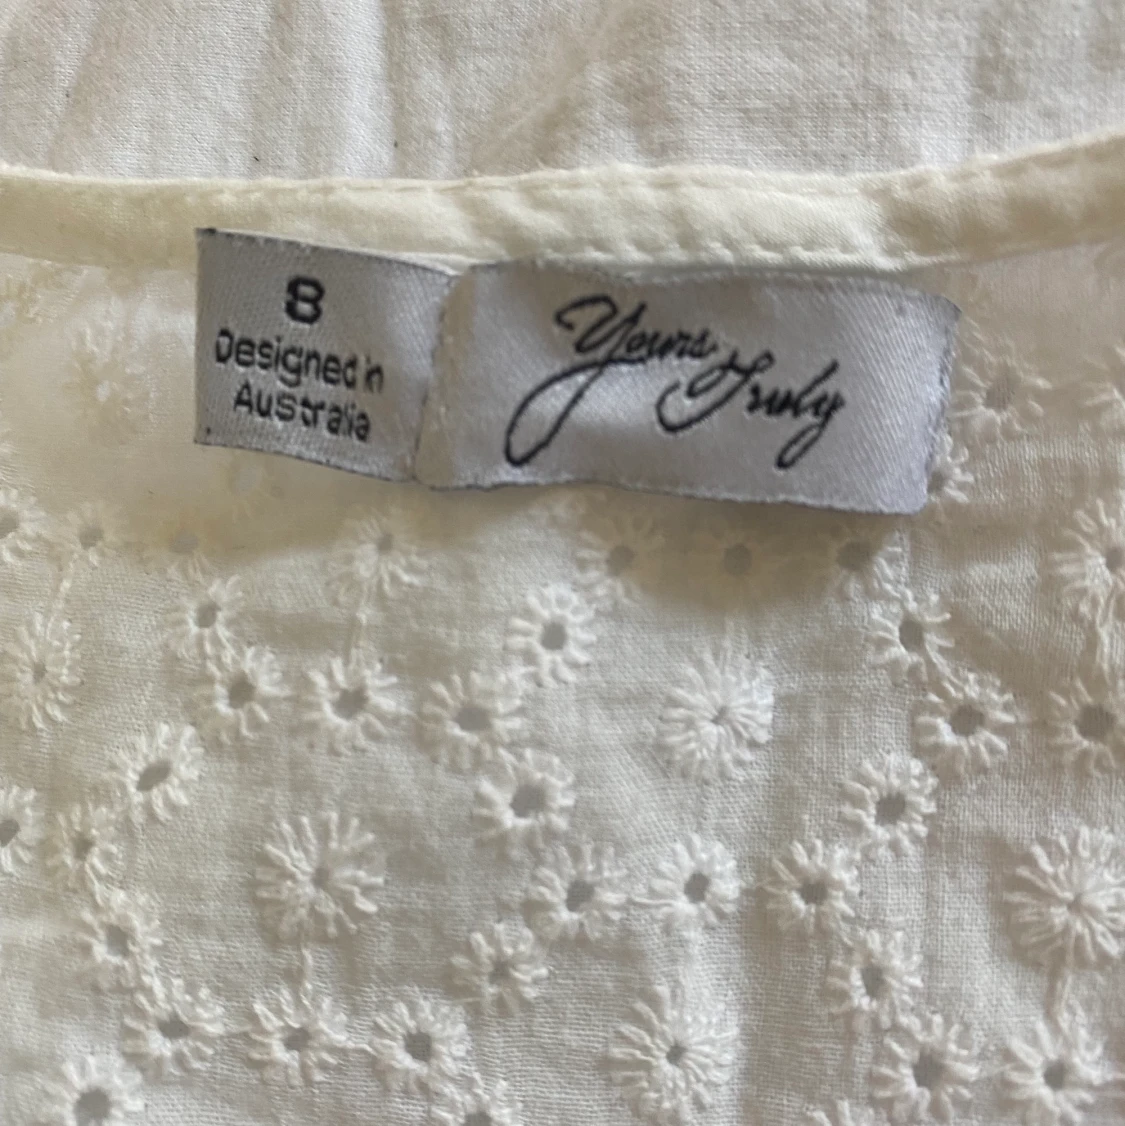 8
Designed in
Australia
Yours
Truly